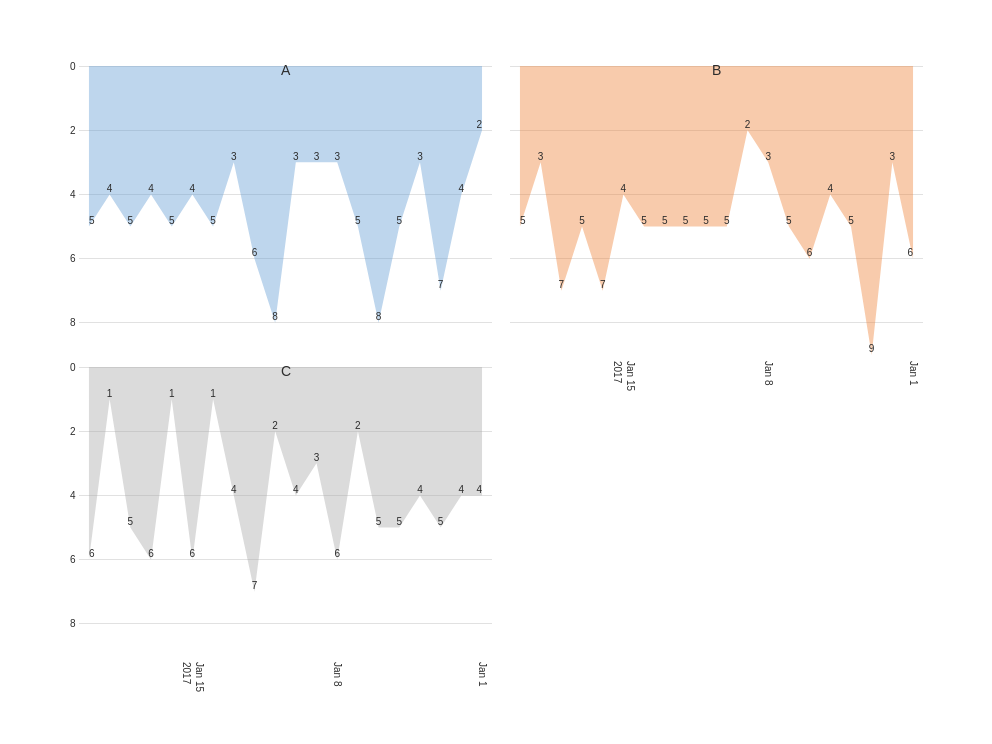 A
0
2
4
6
8
5 4 5 4 5 4 5 3 6 8 3 3 3 5 8 5 3 7 4 2
B
5 3 7 5 7 4 5 5 5 5 5 2 3 5 6 4 5 9 3 6
Jan 15
2017
Jan 8
Jan 1
C
0
2
4
6
8
6 1 5 6 1 6 1 4 7 2 4 3 6 2 5 5 4 5 4 4
Jan 15
2017
Jan 8
Jan 1